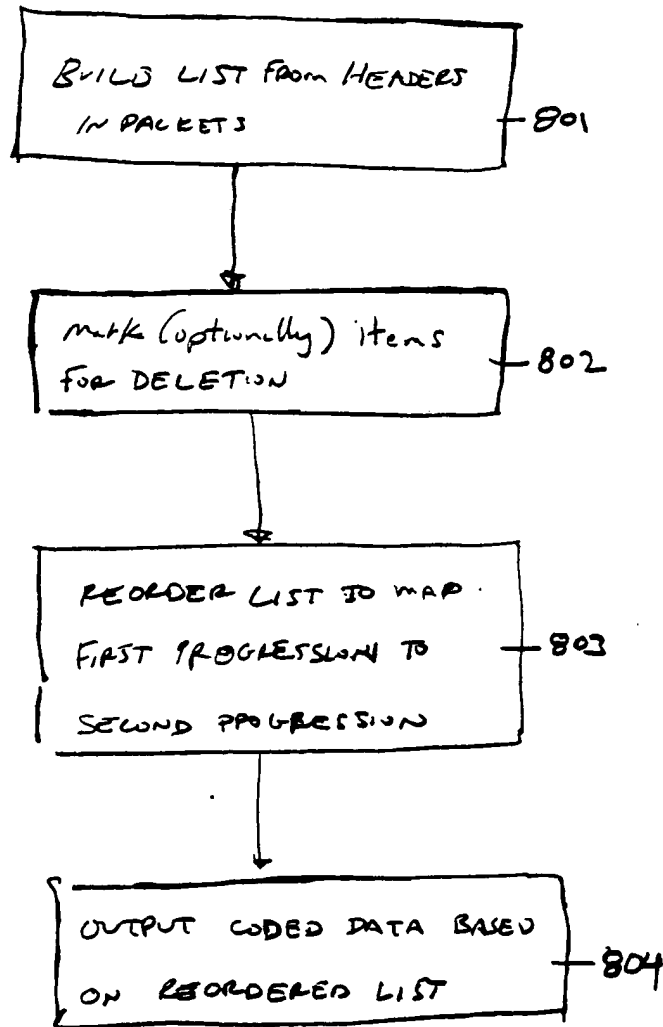 BUILD LIST FROM HEADERS
IN PACKETS
801
mark (optionally) items
FOR DELETION
802
REORDER LIST TO MAP
FIRST PROGRESSION TO
SECOND PROGRESSION
803
OUTPUT CODED DATA BASED
ON REORDERED LIST
804